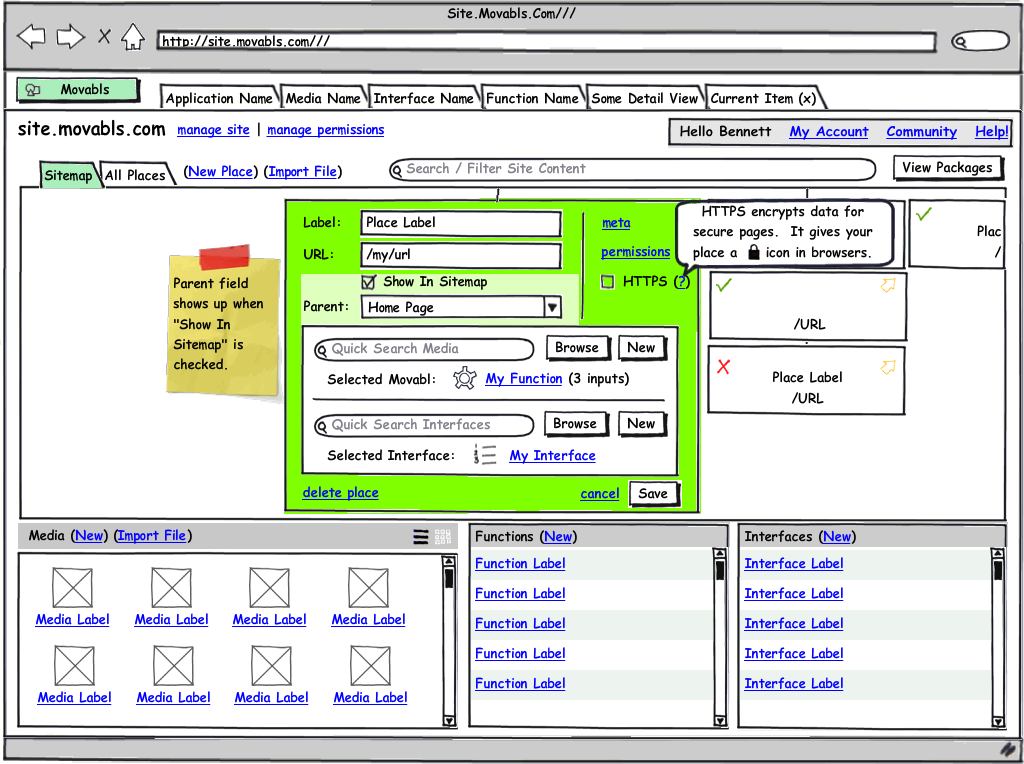 Site.Movabls.Com///
http://site.movabls.com///
Movabls
Application Name
Media Name
Interface Name
Function Name
Some Detail View
Current Item (x)
site.movabls.com manage site | manage permissions
Hello Bennett My Account Community Help!
Sitemap
All Places
(New Place) (Import File)
Search / Filter Site Content
View Packages
Label: Place Label
URL: /my/url
Show In Sitemap
Parent: Home Page
meta
permissions
HTTPS (?)
HTTPS encrypts data for
secure pages. It gives your
place a icon in browsers.
Parent field
shows up when
"Show In
Sitemap" is
checked.
Quick Search Media
Browse
New
Selected Movabl: My Function (3 inputs)
Quick Search Interfaces
Browse
New
Selected Interface: My Interface
delete place
cancel
Save
Plac
/
/URL
Place Label
/URL
Media (New) (Import File)
Media Label
Media Label
Media Label
Media Label
Media Label
Media Label
Media Label
Media Label
Functions (New)
Function Label
Function Label
Function Label
Function Label
Function Label
Interfaces (New)
Interface Label
Interface Label
Interface Label
Interface Label
Interface Label